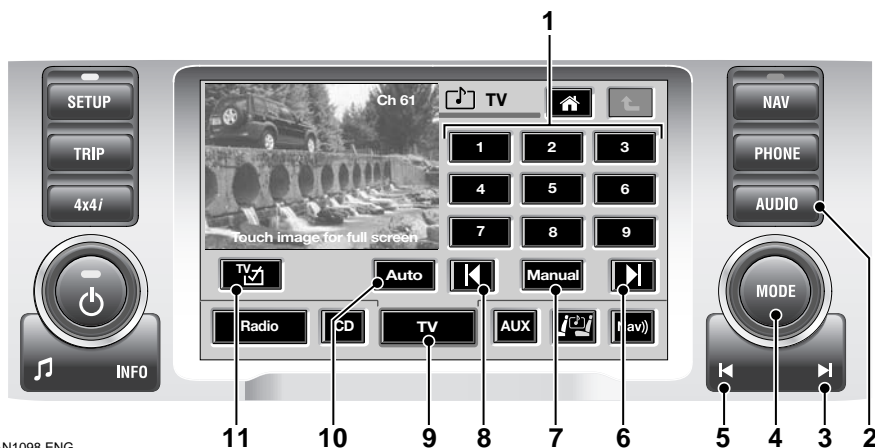 1
SETUP
TRIP
4x4i
INFO
Ch 61
Touch image for full screen
TV
1 2 3
4 5 6
7 8 9
TV
Auto
Manual
Radio
CD
TV
AUX
Nav
NAV
PHONE
AUDIO
MODE
11 10 9 8 7 6 5 4 3 2
N1098 ENG